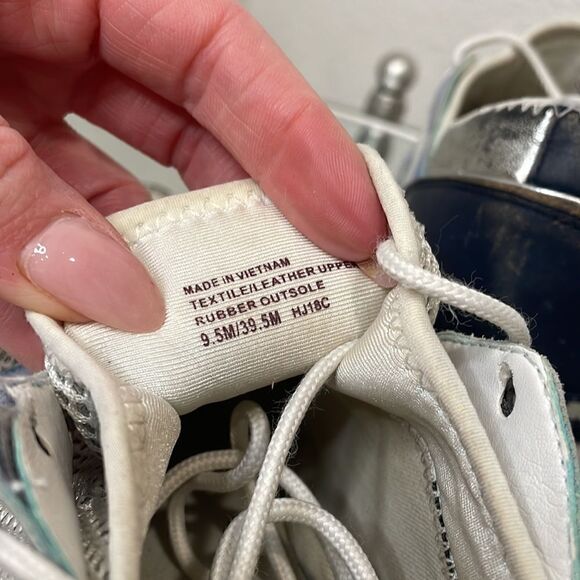 MADE IN VIETNAM
TEXTILE/LEATHER UPPER
RUBBER OUTSOLE
9.5M/39.5M HJ18C